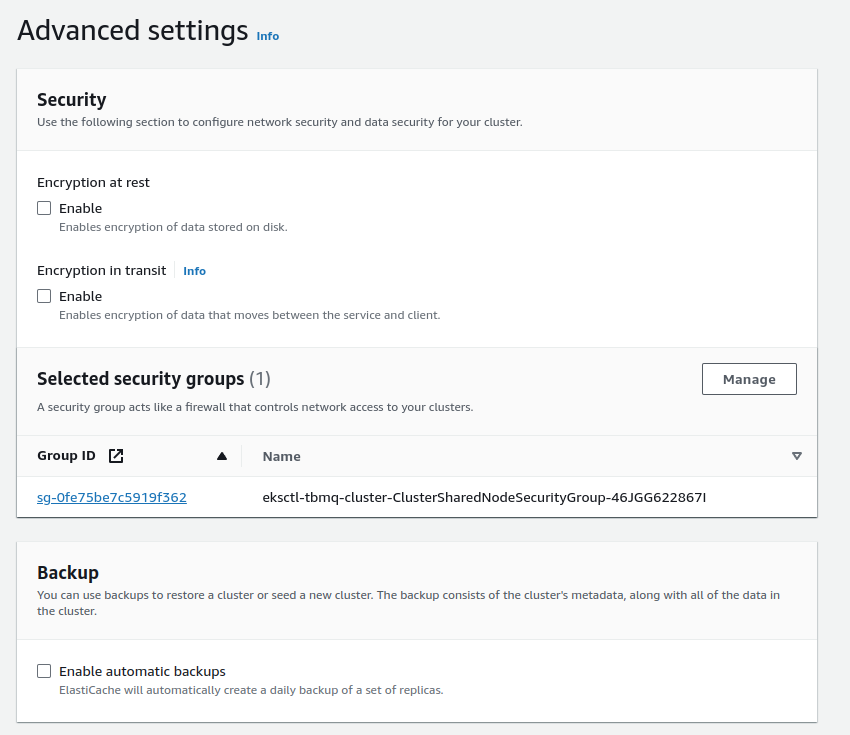 Advanced settings Info
Security
Use the following section to configure network security and data security for your cluster.
Encryption at rest
Enable
Enables encryption of data stored on disk.
Encryption in transit Info
Enable
Enables encryption of data that moves between the service and client.
Selected security groups (1)
Manage
A security group acts like a firewall that controls network access to your clusters.
Group ID Name
sg-0fe75be7c5919f362 eksctl-tbmq-cluster-ClusterSharedNodeSecurityGroup-46JGG622867I
Backup
You can use backups to restore a cluster or seed a new cluster. The backup consists of the cluster's metadata, along with all of the data in
the cluster.
Enable automatic backups
ElastiCache will automatically create a daily backup of a set of replicas.